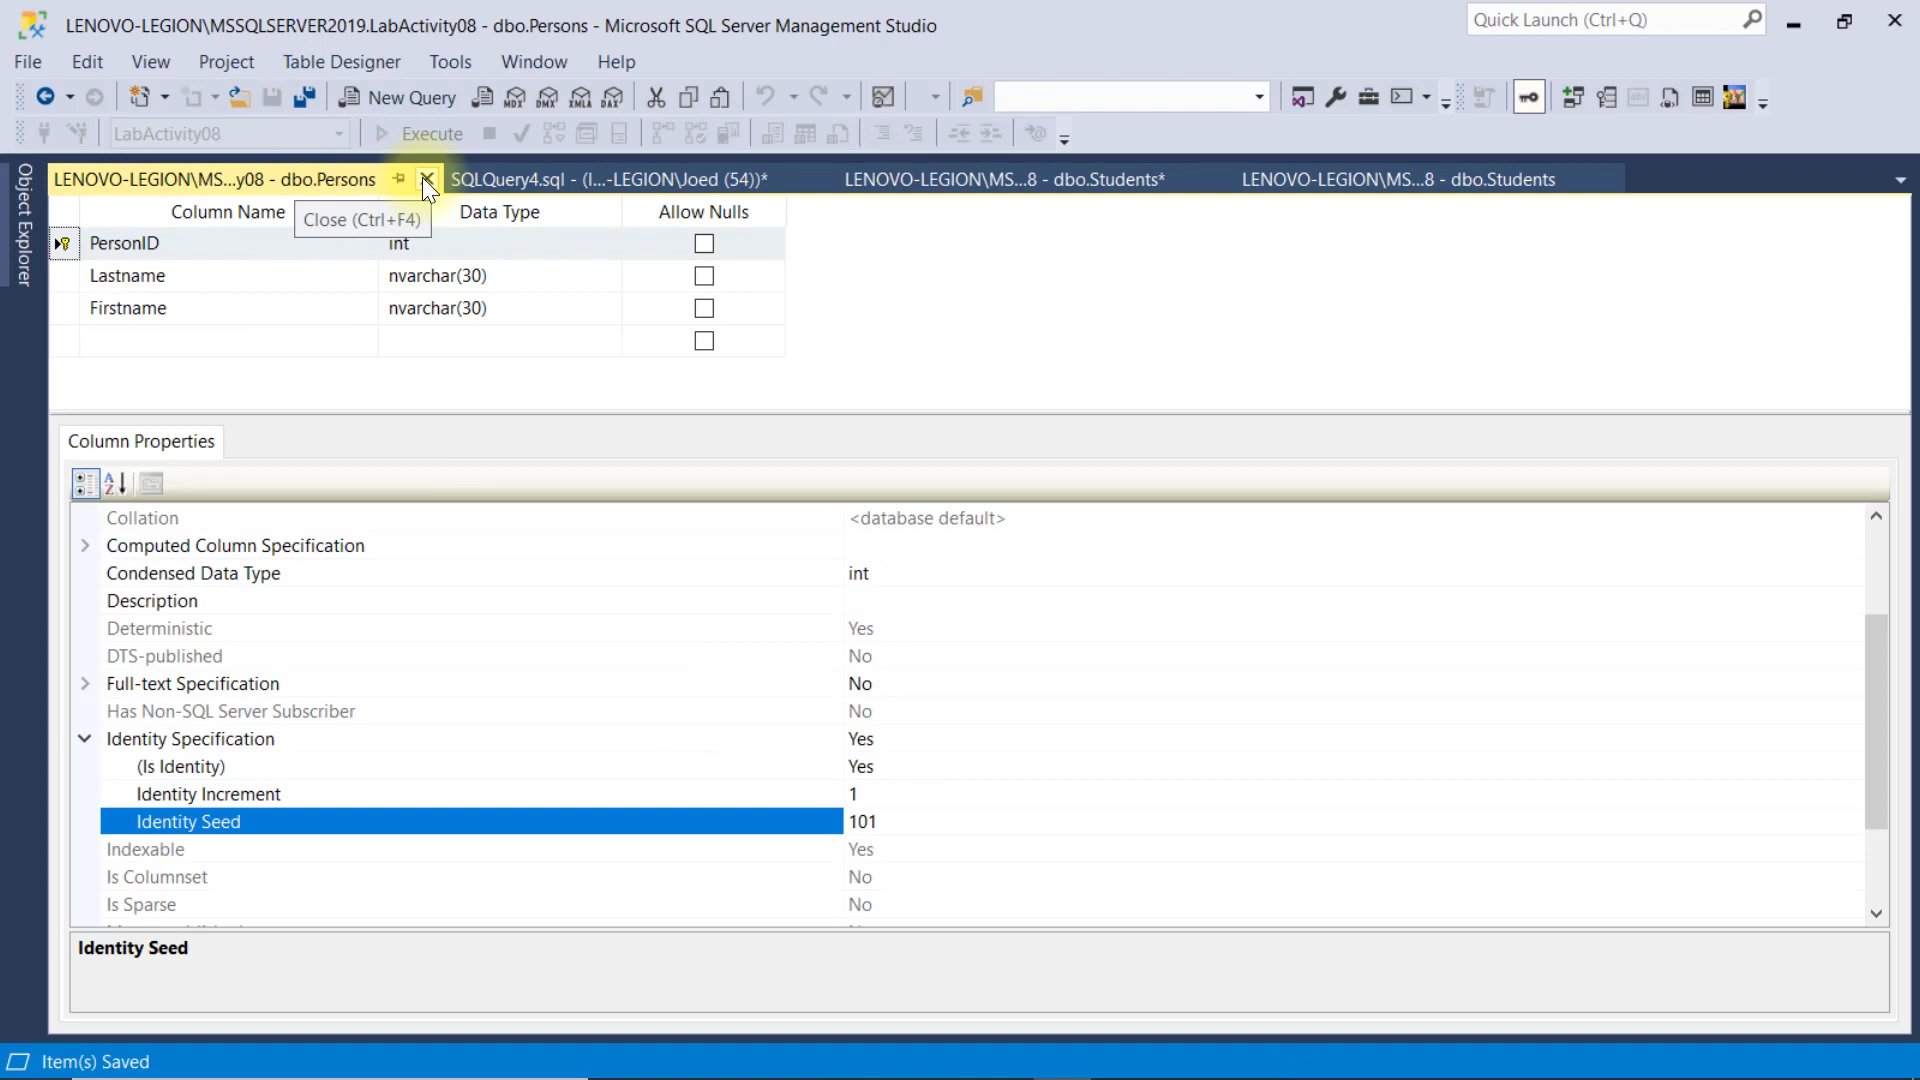 LENOVO-LEGION\MSSQLSERVER2019.LabActivity08 - dbo.Persons - Microsoft SQL Server Management Studio
Quick Launch (Ctrl+Q)
File Edit View Project Table Designer Tools Window Help
New Query MDX DMX XMLA DAX
LabActivity08 Execute
LENOVO-LEGION\MS...y08 - dbo.Persons SQLQuery4.sql - (l...-LEGION\Joed (54))* LENOVO-LEGION\MS...8 - dbo.Students* LENOVO-LEGION\MS...8 - dbo.Students
Object Explorer
Column Name Data Type Allow Nulls
Close (Ctrl+F4)
PersonID int
Lastname nvarchar(30)
Firstname nvarchar(30)
Column Properties
Collation <database default>
Computed Column Specification
Condensed Data Type int
Description
Deterministic Yes
DTS-published No
Full-text Specification No
Has Non-SQL Server Subscriber No
Identity Specification Yes
(Is Identity) Yes
Identity Increment 1
Identity Seed 101
Indexable Yes
Is Columnset No
Is Sparse No
Identity Seed
Item(s) Saved